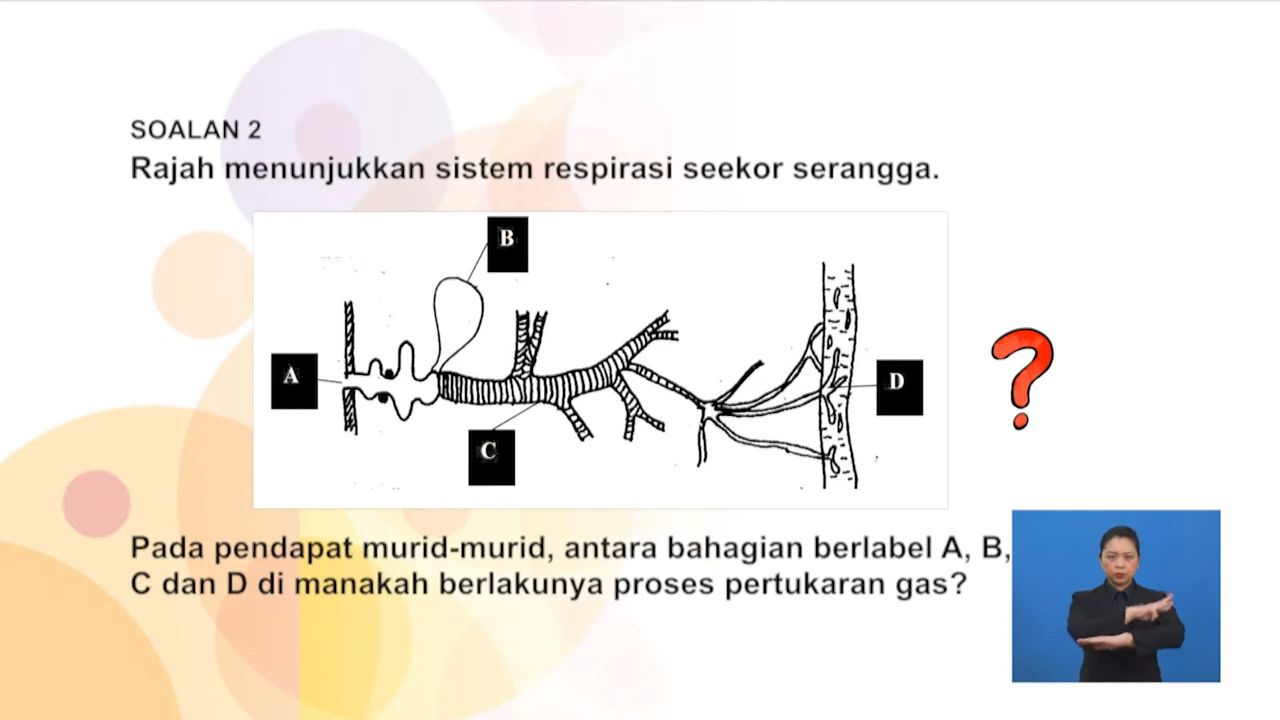 SOALAN 2
Rajah menunjukkan sistem respirasi seekor serangga.
B
A
D
C
Pada pendapat murid-murid, antara bahagian berlabel A, B,
C dan D di manakah berlakunya proses pertukaran gas?